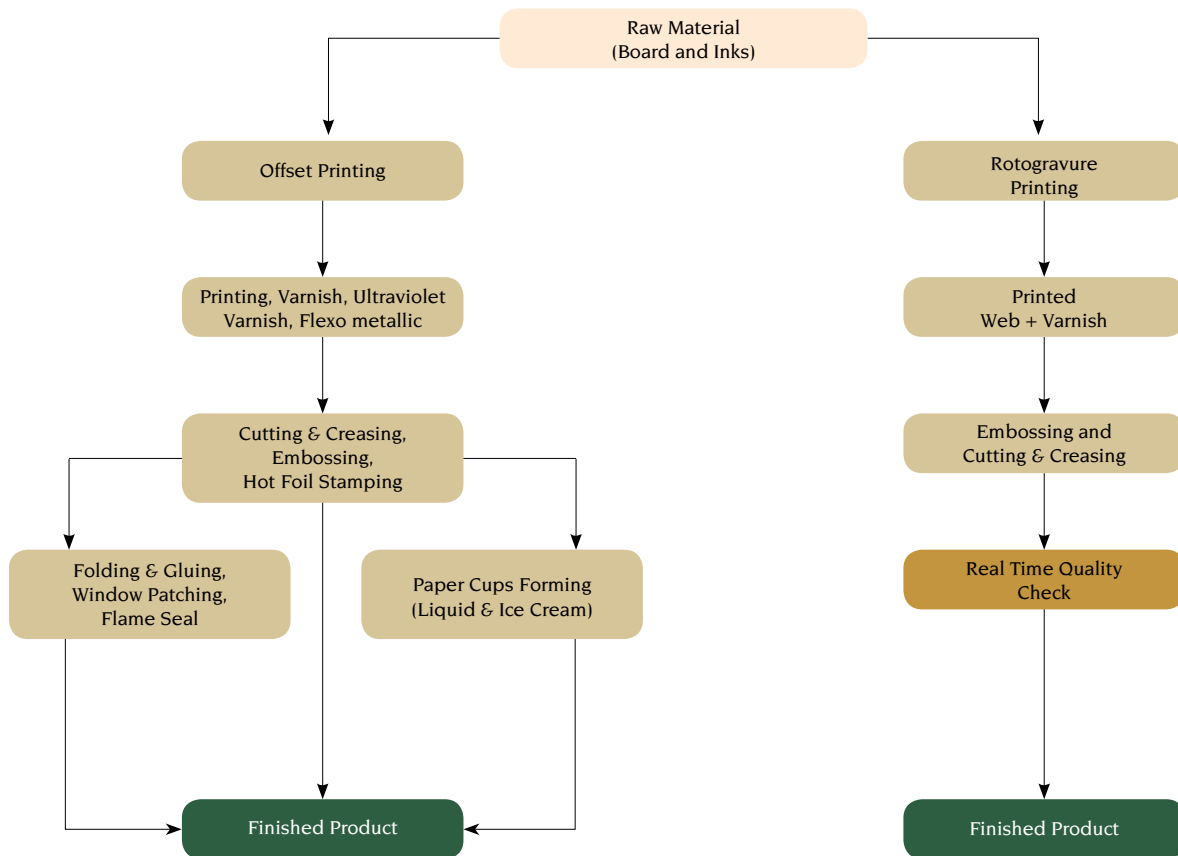 Raw Material
(Board and Inks)
Offset Printing
Rotogravure
Printing
Printing, Varnish, Ultraviolet
Varnish, Flexo metallic
Printed
Web + Varnish
Cutting & Creasing,
Embossing,
Hot Foil Stamping
Embossing and
Cutting & Creasing
Folding & Gluing,
Window Patching,
Flame Seal
Paper Cups Forming
(Liquid & Ice Cream)
Real Time Quality
Check
Finished Product
Finished Product